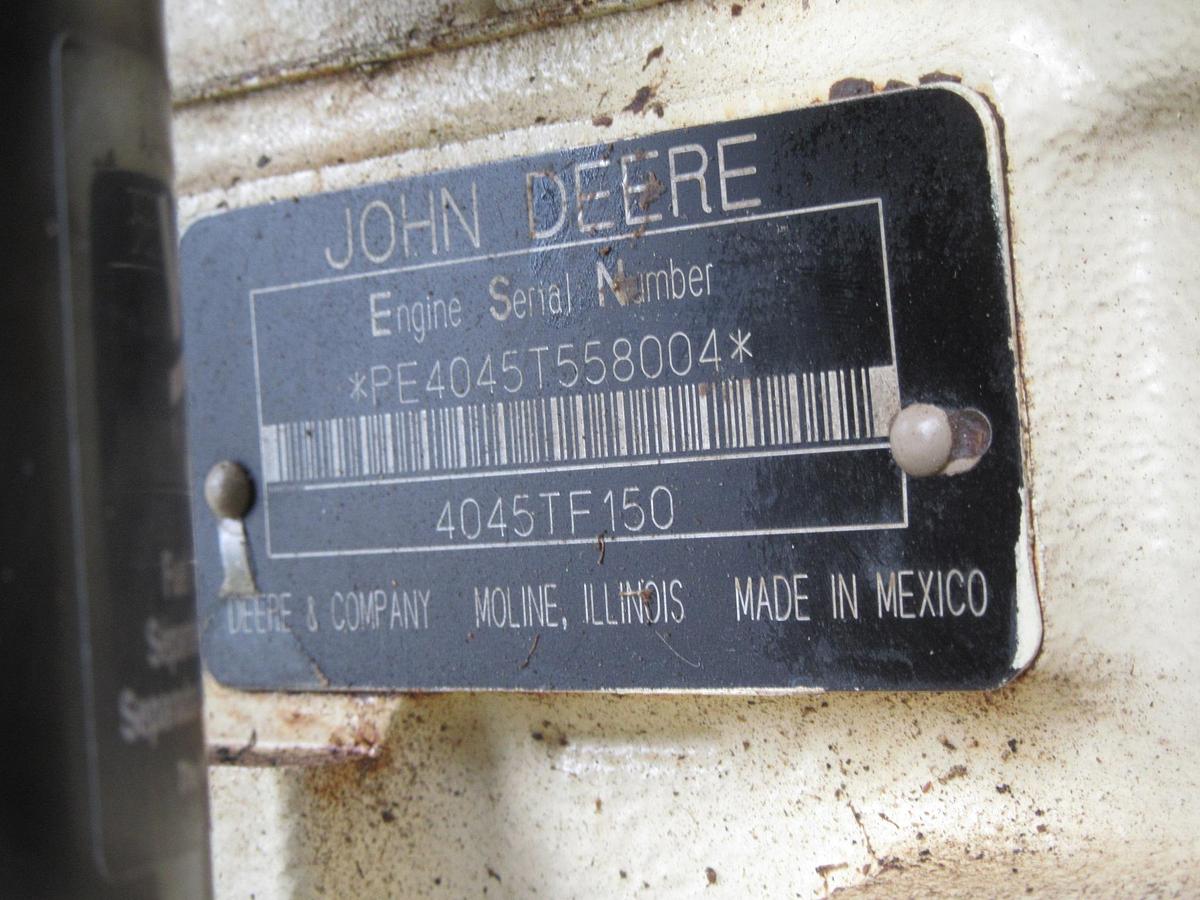 JOHN DEERE
Engine Serial Number
*PE4045T558004*
4045TF150
DEERE & COMPANY MOLINE, ILLINOIS MADE IN MEXICO